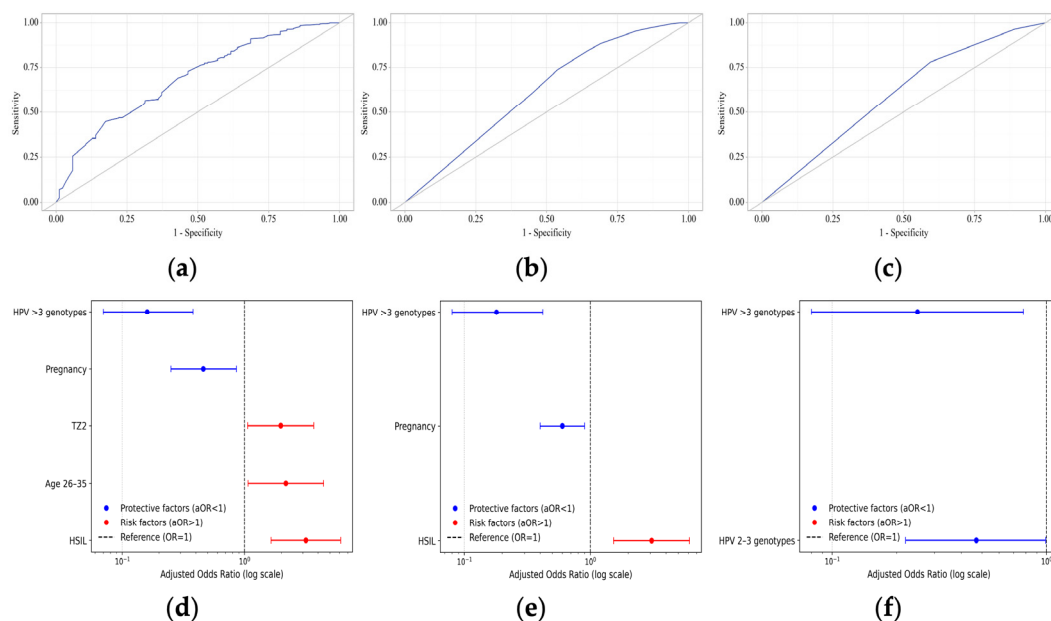 1.00
0.75
0.50
0.25
0.00
Sensitivity
0.00 0.25 0.50 0.75 1.00
1 - Specificity
(a)
1.00
0.75
0.50
0.25
0.00
Sensitivity
0.00 0.25 0.50 0.75 1.00
1 - Specificity
(b)
1.00
0.75
0.50
0.25
0.00
Sensitivity
0.00 0.25 0.50 0.75 1.00
1 - Specificity
(c)
HPV >3 genotypes
Pregnancy
TZ2
Age 26–35
HSIL
Protective factors (aOR<1)
Risk factors (aOR>1)
Reference (OR=1)
10⁻¹ 10⁰
Adjusted Odds Ratio (log scale)
(d)
HPV >3 genotypes
Pregnancy
HSIL
Protective factors (aOR<1)
Risk factors (aOR>1)
Reference (OR=1)
10⁻¹ 10⁰
Adjusted Odds Ratio (log scale)
(e)
HPV >3 genotypes
HPV 2–3 genotypes
Protective factors (aOR<1)
Risk factors (aOR>1)
Reference (OR=1)
10⁻¹ 10⁰
Adjusted Odds Ratio (log scale)
(f)